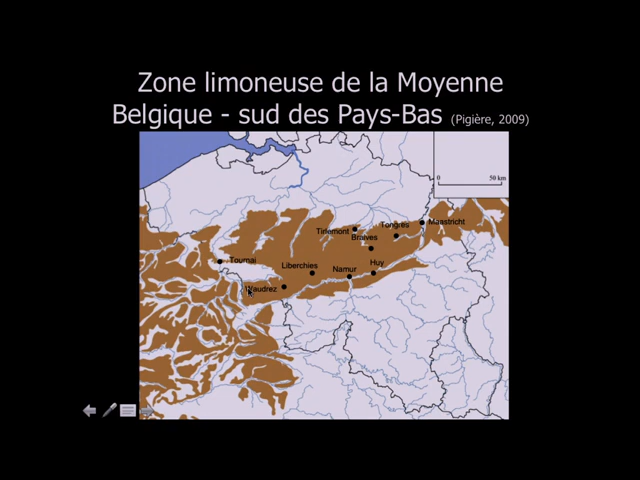 Zone limoneuse de la Moyenne
Belgique - sud des Pays-Bas (Pigière, 2009)
0 50 km
Maastricht
Tongres
Tirlemont
Braives
Tournai
Liberchies
Namur
Huy
Waudrez